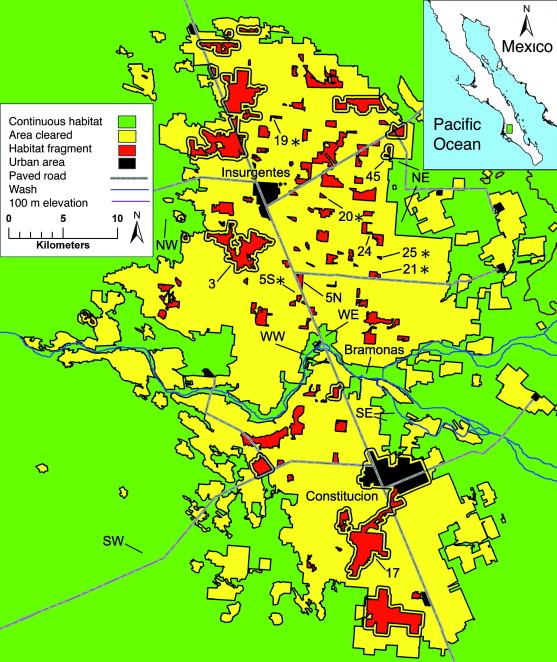 N
MEXICO
Pacific
Ocean
Continuous habitat
Area cleared
Habitat fragment
Urban area
Paved road
Wash
100 m elevation
0 5 10
Kilometers
N
19*
Insurgentes
45
NE
20*
NW
24
25*
21*
3
5S*
5N
WE
WW
Bramonas
SE
Constitucion
SW
17